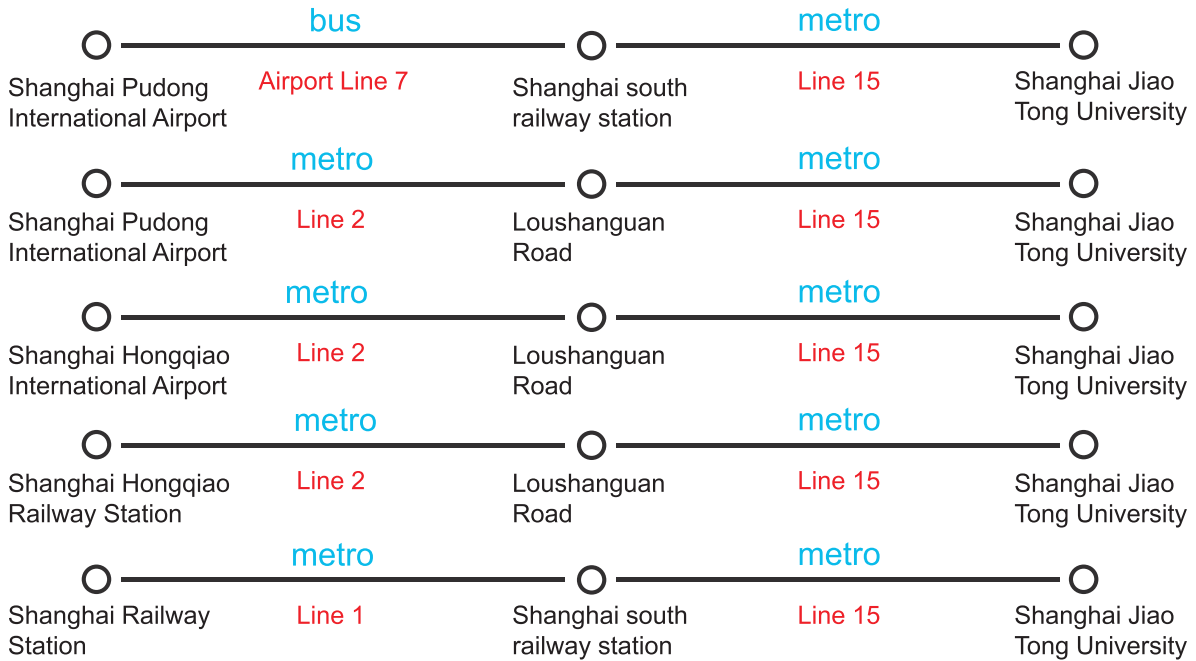 bus metro
Airport Line 7 Line 15
Shanghai Pudong
International Airport
Shanghai south
railway station
Shanghai Jiao
Tong University
metro metro
Line 2 Line 15
Shanghai Pudong
International Airport
Loushanguan
Road
Shanghai Jiao
Tong University
metro metro
Line 2 Line 15
Shanghai Hongqiao
International Airport
Loushanguan
Road
Shanghai Jiao
Tong University
metro metro
Line 2 Line 15
Shanghai Hongqiao
Railway Station
Loushanguan
Road
Shanghai Jiao
Tong University
metro metro
Line 1 Line 15
Shanghai Railway
Station
Shanghai south
railway station
Shanghai Jiao
Tong University